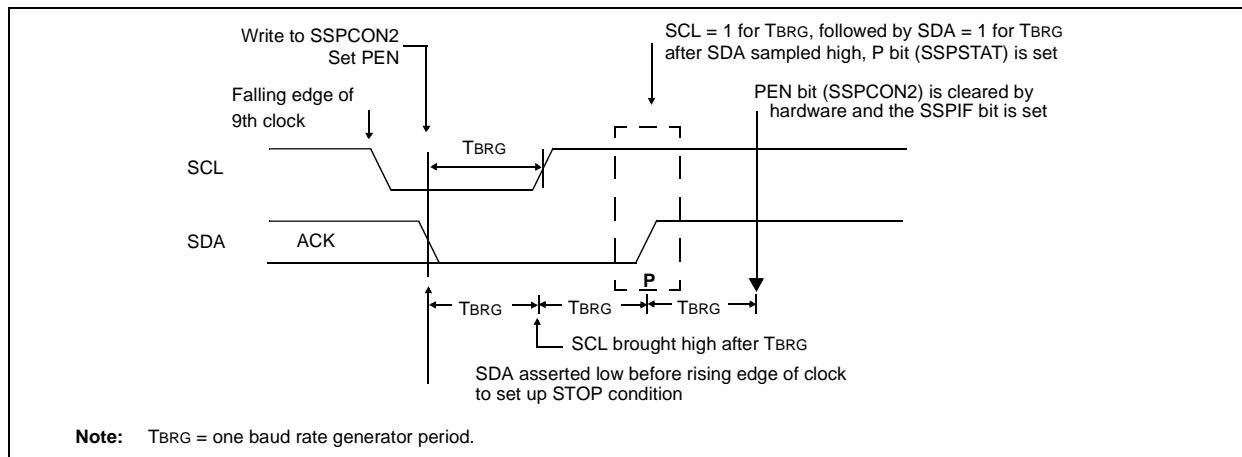 Write to SSPCON2
Set PEN
SCL = 1 for TBRG, followed by SDA = 1 for TBRG
after SDA sampled high, P bit (SSPSTAT) is set
PEN bit (SSPCON2) is cleared by
hardware and the SSPIF bit is set
Falling edge of
9th clock
TBRG
SCL
SDA
ACK
P
TBRG
TBRG
TBRG
SCL brought high after TBRG
SDA asserted low before rising edge of clock
to set up STOP condition
Note: TBRG = one baud rate generator period.